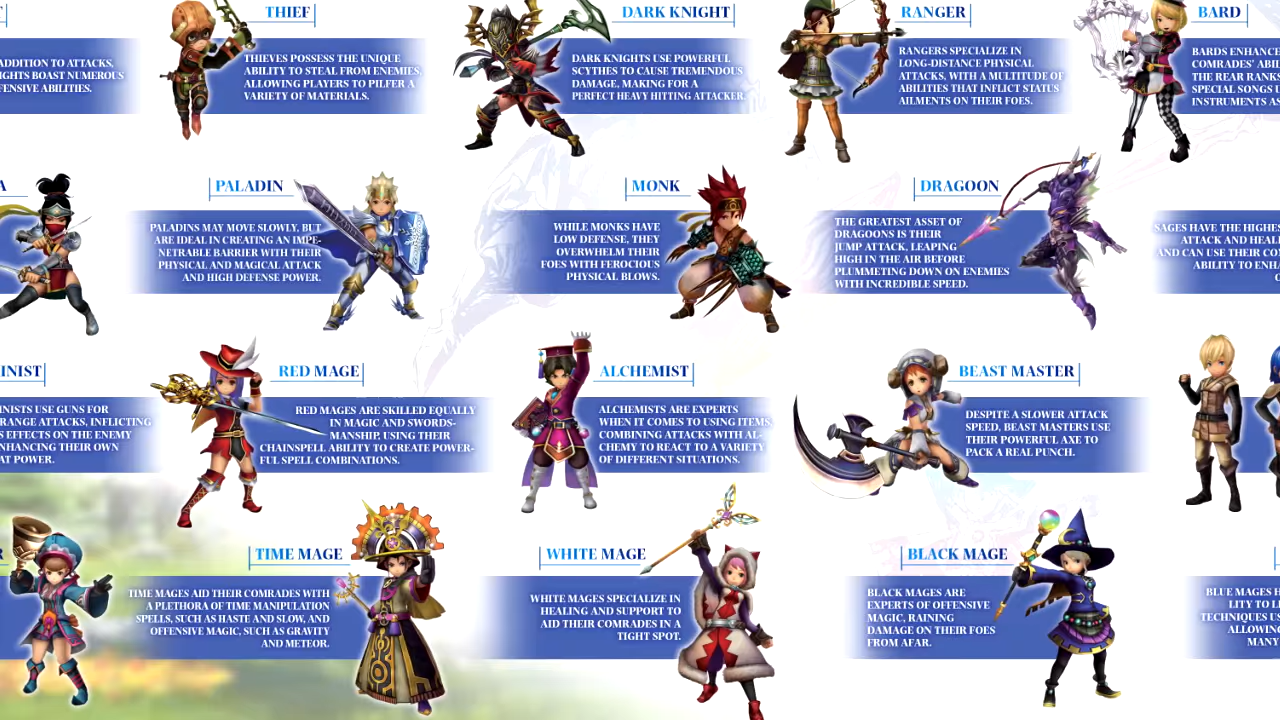 THIEF
DARK KNIGHT
RANGER
BARD
ADDITION TO ATTACKS,
IGHTS BOAST NUMEROUS
FENSIVE ABILITIES.
THIEVES POSSESS THE UNIQUE
ABILITY TO STEAL FROM ENEMIES,
ALLOWING PLAYERS TO PILFER A
VARIETY OF MATERIALS.
DARK KNIGHTS USE POWERFUL
SCYTHES TO CAUSE TREMENDOUS
DAMAGE, MAKING FOR A
PERFECT HEAVY HITTING ATTACKER.
RANGERS SPECIALIZE IN
LONG-DISTANCE PHYSICAL
ATTACKS, WITH A MULTITUDE OF
ABILITIES THAT INFLICT STATUS
AILMENTS ON THEIR FOES.
BARDS ENHANCE
COMRADES' ABIL
THE REAR RANKS
SPECIAL SONGS U
INSTRUMENTS AS
A
PALADIN
MONK
DRAGOON
PALADINS MAY MOVE SLOWLY, BUT
ARE IDEAL IN CREATING AN IMPE-
NETRABLE BARRIER WITH THEIR
PHYSICAL AND MAGICAL ATTACK
AND HIGH DEFENSE POWER.
WHILE MONKS HAVE
LOW DEFENSE, THEY
OVERWHELM THEIR
FOES WITH FEROCIOUS
PHYSICAL BLOWS.
THE GREATEST ASSET OF
DRAGOONS IS THEIR
JUMP ATTACK, LEAPING
HIGH IN THE AIR BEFORE
PLUMMETING DOWN ON ENEMIES
WITH INCREDIBLE SPEED.
SAGES HAVE THE HIGHES
ATTACK AND HEAL
AND CAN USE THEIR CON
ABILITY TO ENHA
INIST
RED MAGE
ALCHEMIST
BEAST MASTER
INISTS USE GUNS FOR
RANGE ATTACKS, INFLICTING
S EFFECTS ON THE ENEMY
NHANCING THEIR OWN
AT POWER.
RED MAGES ARE SKILLED EQUALLY
IN MAGIC AND SWORDS-
MANSHIP, USING THEIR
CHAINSPELL ABILITY TO CREATE POWER-
FUL SPELL COMBINATIONS.
ALCHEMISTS ARE EXPERTS
WHEN IT COMES TO USING ITEMS,
COMBINING ATTACKS WITH AL-
CHEMY TO REACT TO A VARIETY
OF DIFFERENT SITUATIONS.
DESPITE A SLOWER ATTACK
SPEED, BEAST MASTERS USE
THEIR POWERFUL AXE TO
PACK A REAL PUNCH.
R
TIME MAGE
WHITE MAGE
BLACK MAGE
TIME MAGES AID THEIR COMRADES WITH
A PLETHORA OF TIME MANIPULATION
SPELLS, SUCH AS HASTE AND SLOW, AND
OFFENSIVE MAGIC, SUCH AS GRAVITY
AND METEOR.
WHITE MAGES SPECIALIZE IN
HEALING AND SUPPORT TO
AID THEIR COMRADES IN A
TIGHT SPOT.
BLACK MAGES ARE
EXPERTS OF OFFENSIVE
MAGIC, RAINING
DAMAGE ON THEIR FOES
FROM AFAR.
BLUE MAGES H
LITY TO L
TECHNIQUES US
ALLOWING
MANY